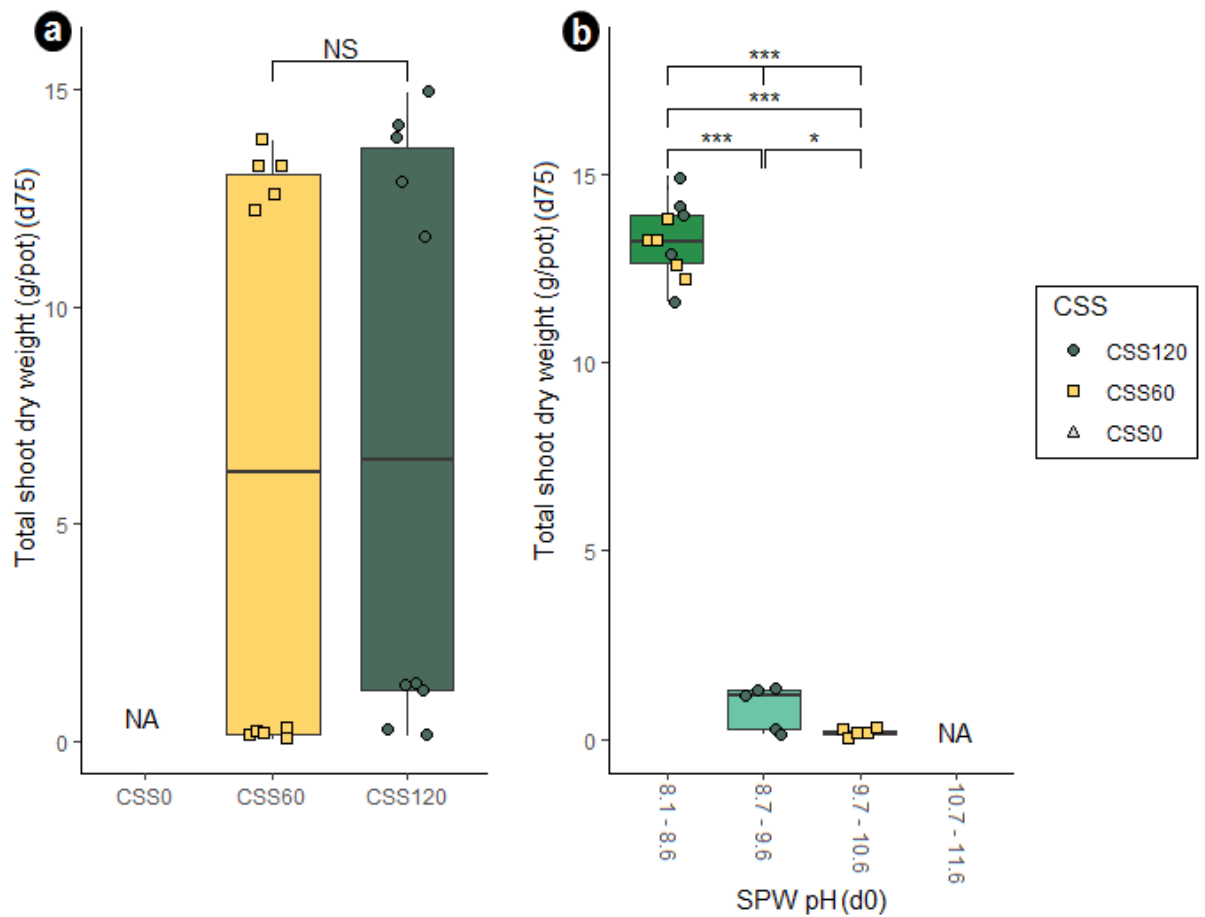 a
NS
15
10
5
0
NA
Total shoot dry weight (g/pot) (d75)
CSS0
CSS60
CSS120
b
***
***
***
*
15
10
5
0
NA
Total shoot dry weight (g/pot) (d75)
8.1 - 8.6
8.7 - 9.6
9.7 - 10.6
10.7 - 11.6
SPW pH (d0)
CSS
CSS120
CSS60
CSS0